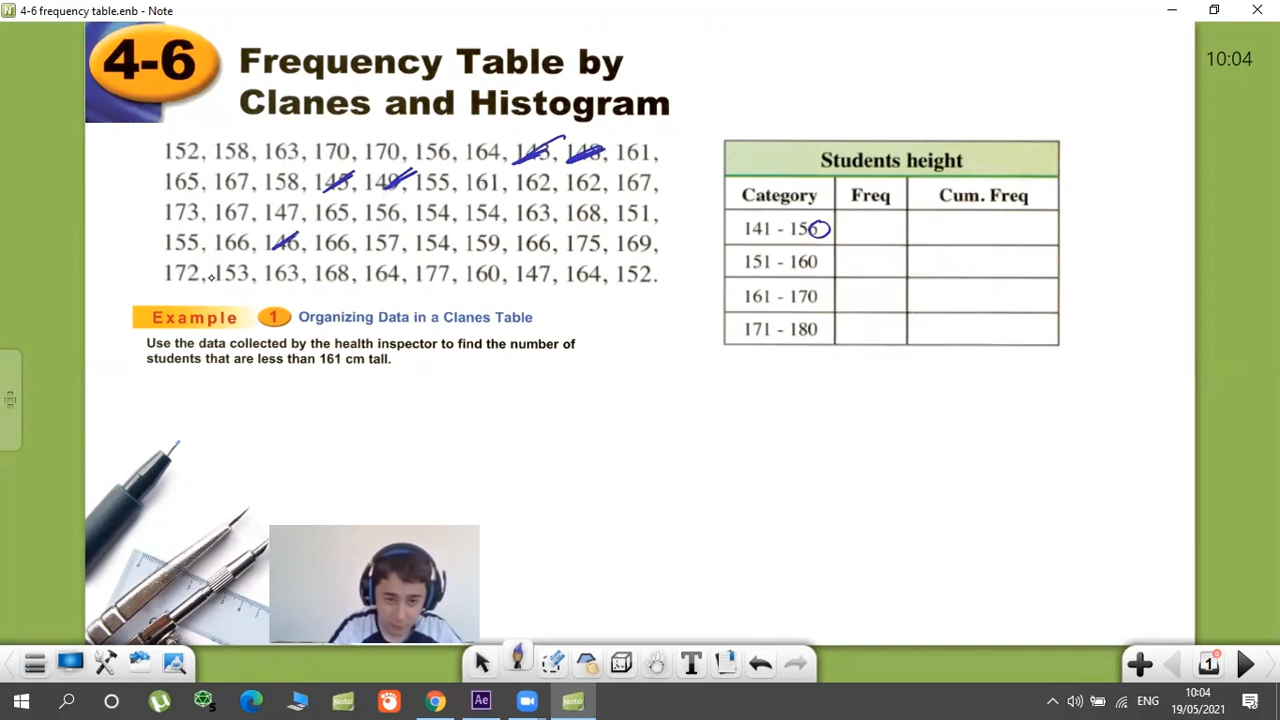 4-6 frequency table.enb - Note
4-6
Frequency Table by
Clanes and Histogram
10:04
152, 158, 163, 170, 170, 156, 164, 143, 148, 161,
165, 167, 158, 145, 149, 155, 161, 162, 162, 167,
173, 167, 147, 165, 156, 154, 154, 163, 168, 151,
155, 166, 146, 166, 157, 154, 159, 166, 175, 169,
172, 153, 163, 168, 164, 177, 160, 147, 164, 152.
Students height
Category Freq Cum. Freq
141 - 150
151 - 160
161 - 170
171 - 180
Example 1 Organizing Data in a Clanes Table
Use the data collected by the health inspector to find the number of
students that are less than 161 cm tall.
T
1
Note
Ae
Note
ENG
10:04
19/05/2021